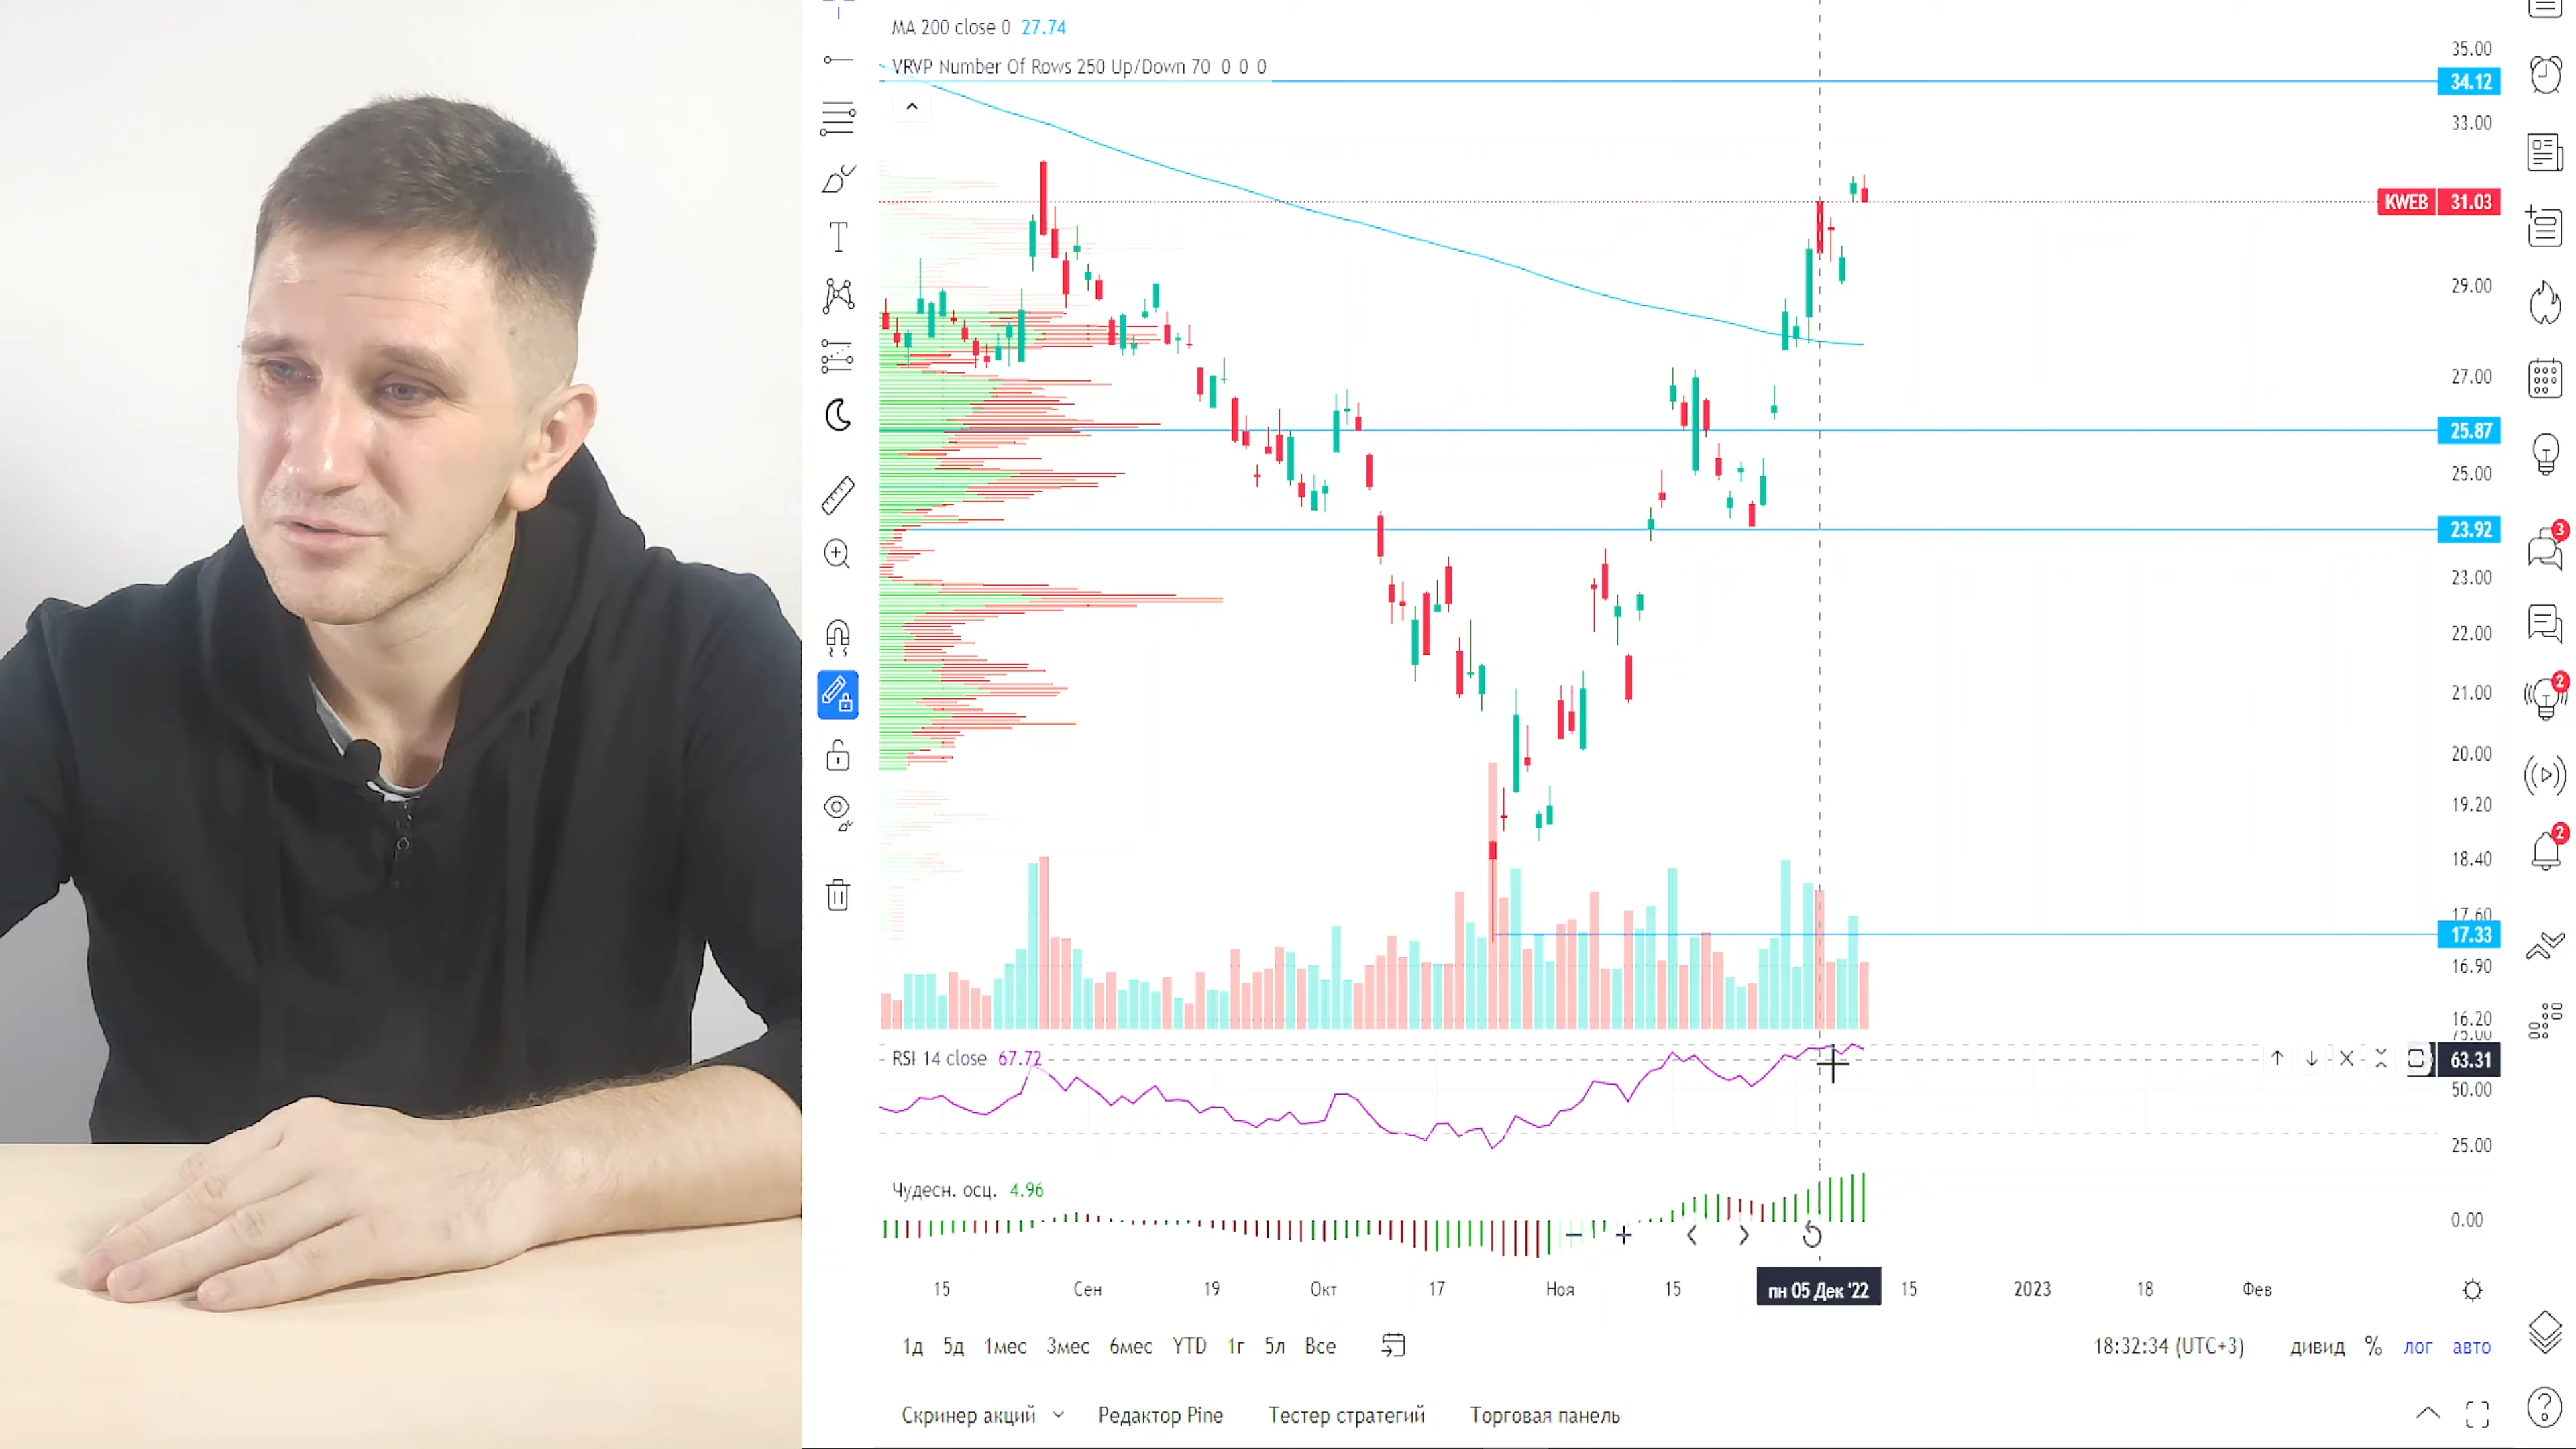 MA 200 close 0 27.74
VRVP Number Of Rows 250 Up/Down 70 0 0 0
35.00
34.12
33.00
KWEB 31.03
29.00
27.00
25.87
25.00
23.92
23.00
22.00
21.00
20.00
19.20
18.40
17.60
17.33
16.90
16.20
75.00
RSI 14 close 67.72
63.31
50.00
25.00
Чудесн. осц. 4.96
0.00
15 Сен 19 Окт 17 Ноя 15 пн 05 Дек '22 15 2023 18 Фев
1д 5д 1мес 3мес 6мес YTD 1г 5л Все
18:32:34 (UTC+3) дивид % лог авто
Скринер акций Редактор Pine Тестер стратегий Торговая панель
3
2
2